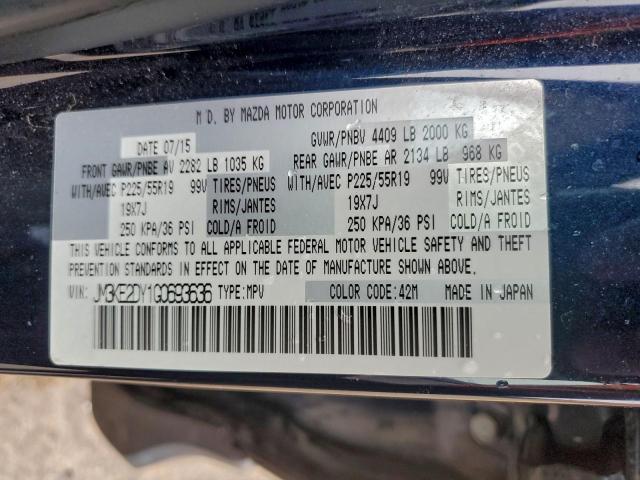 M D. BY MAZDA MOTOR CORPORATION
DATE 07/15
GVWR/PNBV 4409 LB 2000 KG
FRONT GAWR/PNBE AV 2282 LB 1035 KG
REAR GAWR/PNBE AR 2134 LB 968 KG
WITH/AVEC P225/55R19 99V TIRES/PNEUS
WITH/AVEC P225/55R19 99V TIRES/PNEUS
19X7J RIMS/JANTES
19X7J RIMS/JANTES
250 KPA/36 PSI COLD/A FROID
250 KPA/36 PSI COLD/A FROID
THIS VEHICLE CONFORMS TO ALL APPLICABLE FEDERAL MOTOR VEHICLE SAFETY AND THEFT
PREVENTION STANDARDS IN EFFECT ON THE DATE OF MANUFACTURE SHOWN ABOVE.
VIN: JM3KE2DY1G0693636 TYPE:MPV COLOR CODE:42M MADE IN JAPAN